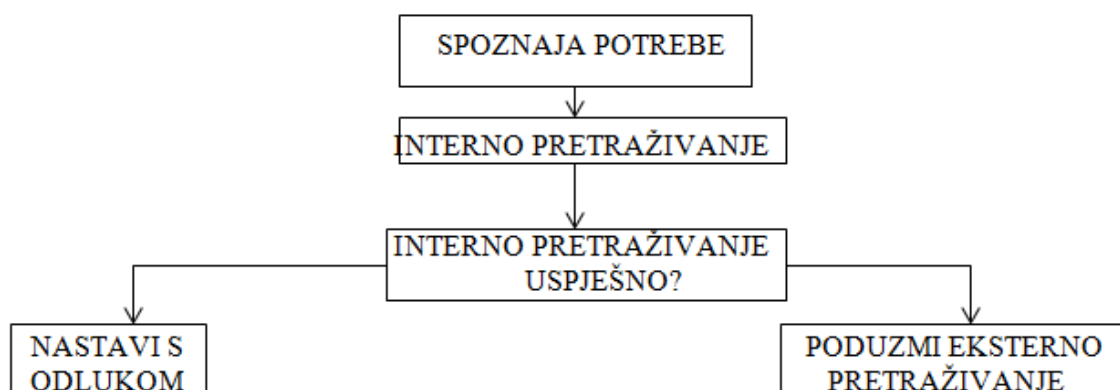 SPOZNAJA POTREBE
INTERNO PRETRAŽIVANJE
INTERNO PRETRAŽIVANJE
USPJEŠNO?
NASTAVI S
ODLUKOM
PODUZMI EKSTERNO
PRETRAŽIVANJE